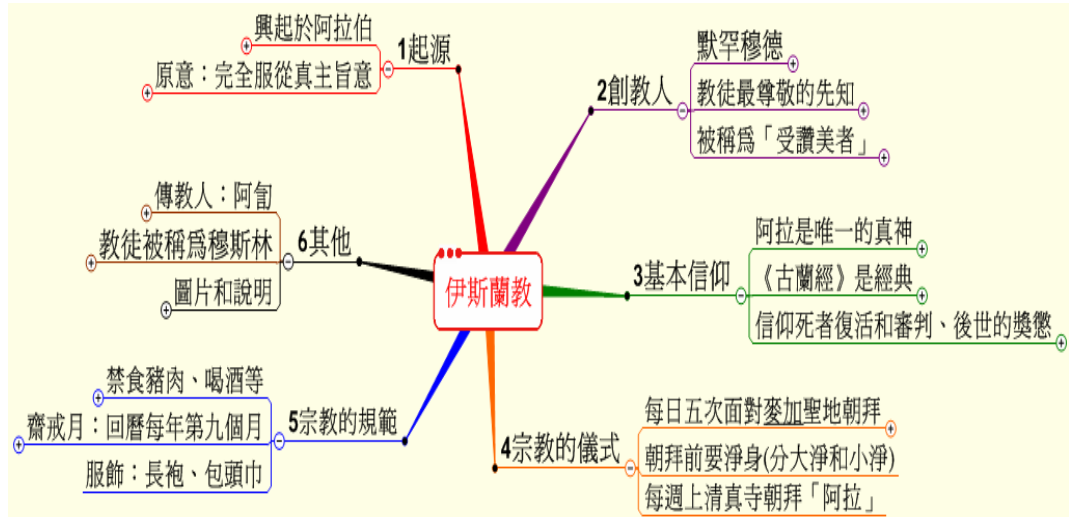 伊斯蘭教
1起源
興起於阿拉伯
原意：完全服從真主旨意
2創教人
默罕穆德
教徒最尊敬的先知
被稱為「受讚美者」
3基本信仰
阿拉是唯一的真神
《古蘭經》是經典
信仰死者復活和審判、後世的獎懲
4宗教的儀式
每日五次面對麥加聖地朝拜
朝拜前要淨身(分大淨和小淨)
每週上清真寺朝拜「阿拉」
5宗教的規範
禁食豬肉、喝酒等
齋戒月：回曆每年第九個月
服飾：長袍、包頭巾
6其他
傳教人：阿訇
教徒被稱為穆斯林
圖片和說明